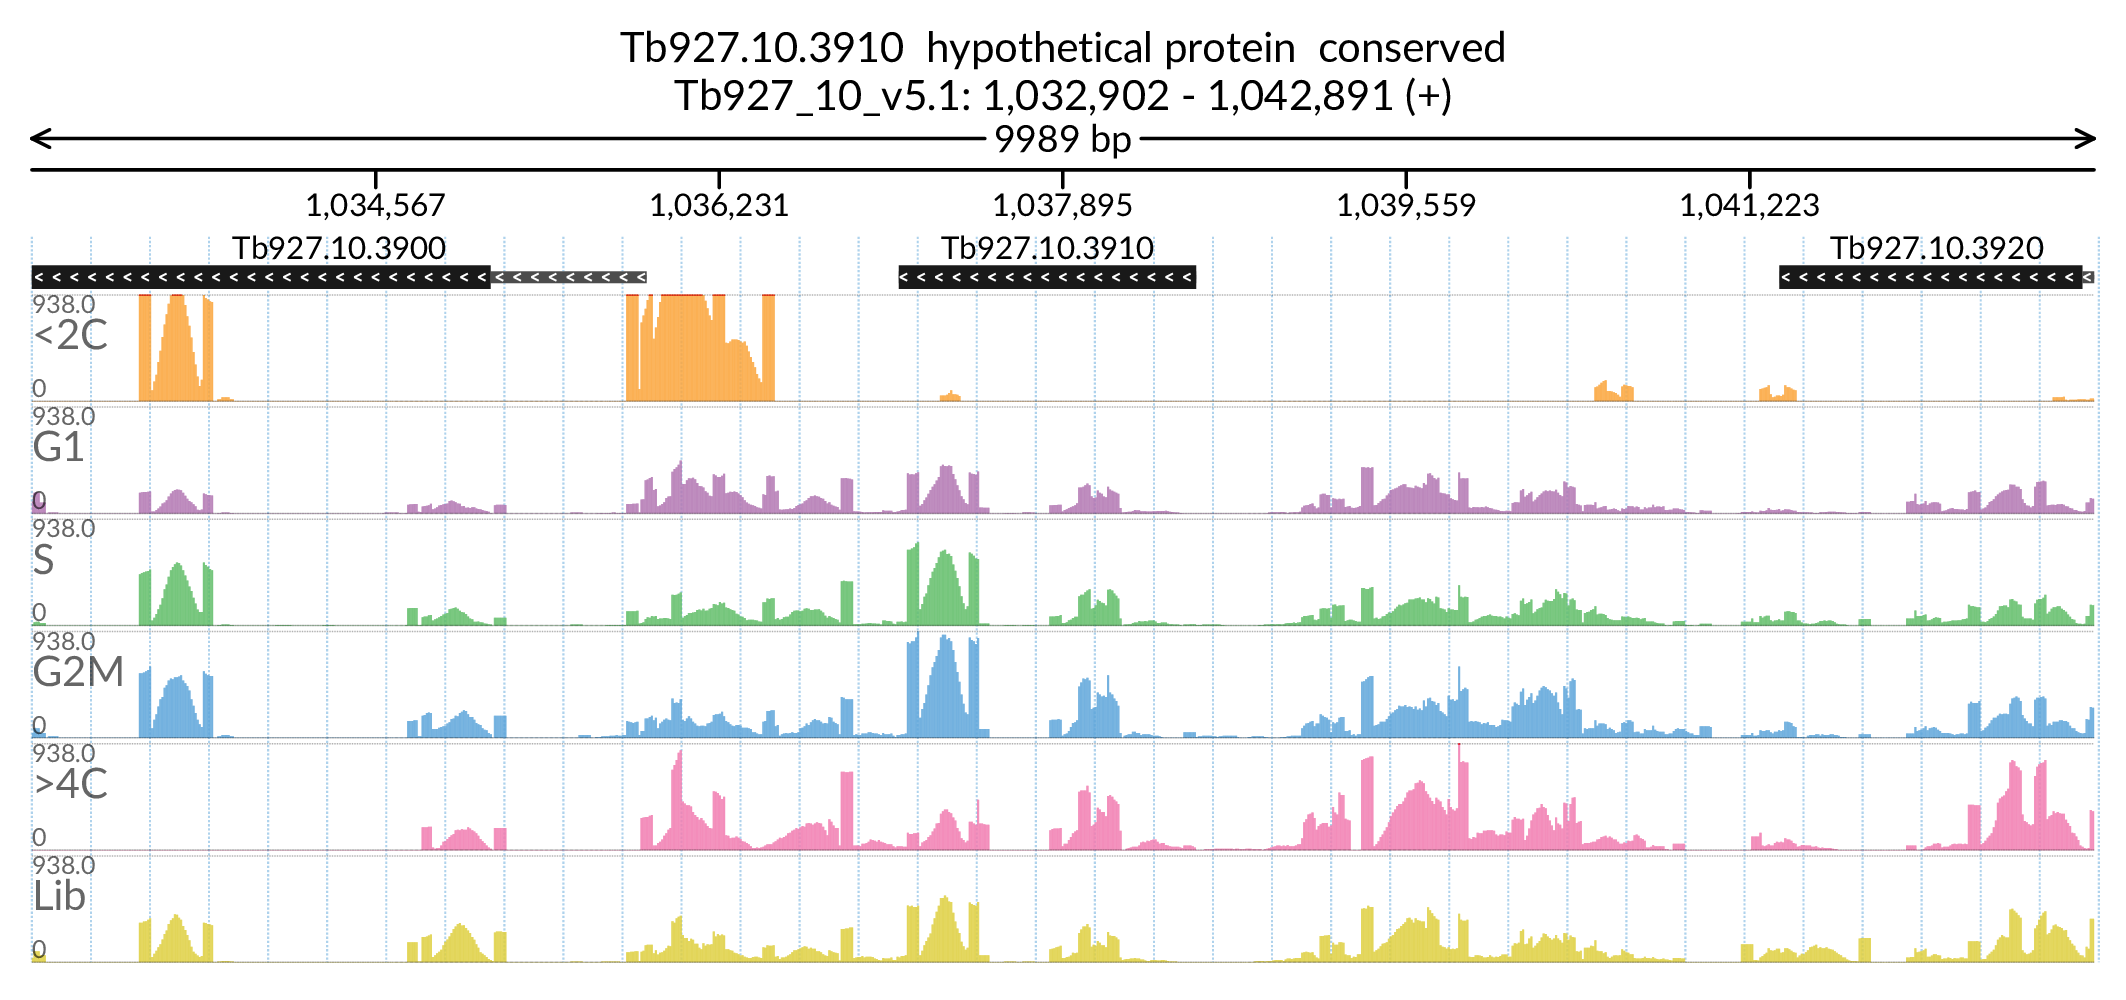 Tb927.10.3910  hypothetical protein  conserved
Tb927_10_v5.1: 1,032,902 - 1,042,891 (+)
9989 bp
1,034,567 1,036,231 1,037,895 1,039,559 1,041,223
Tb927.10.3900 Tb927.10.3910 Tb927.10.3920
938.0
<2C
0
938.0
G1
0
938.0
S
0
938.0
G2M
0
938.0
>4C
0
938.0
Lib
0